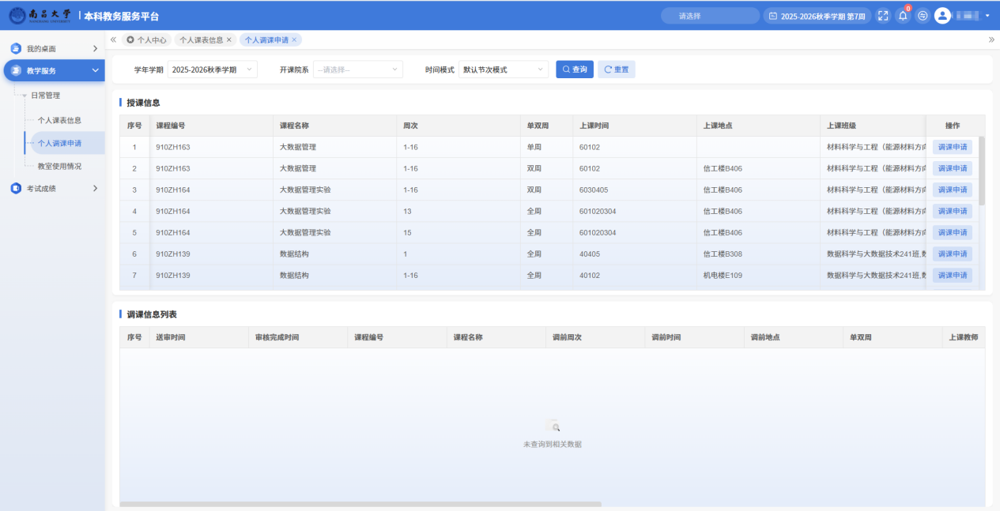 南昌大学 本科教务服务平台 请选择 2025-2026秋季学期 第7周 0
我的桌面
教学服务
日常管理
个人课表信息
个人调课申请
教室使用情况
考试成绩
个人中心 个人课表信息 × 个人调课申请 ×
学年学期 2025-2026秋季学期 开课院系 --请选择-- 时间模式 默认节次模式 查询 重置
授课信息
序号 课程编号 课程名称 周次 单双周 上课时间 上课地点 上课班级 操作
1 910ZH163 大数据管理 1-16 单周 60102 材料科学与工程（能源材料方向 调课申请
2 910ZH163 大数据管理 1-16 双周 60102 信工楼B406 材料科学与工程（能源材料方向 调课申请
3 910ZH164 大数据管理实验 1-16 双周 6030405 信工楼B406 材料科学与工程（能源材料方向 调课申请
4 910ZH164 大数据管理实验 13 全周 601020304 信工楼B406 材料科学与工程（能源材料方向 调课申请
5 910ZH164 大数据管理实验 15 全周 601020304 信工楼B406 材料科学与工程（能源材料方向 调课申请
6 910ZH139 数据结构 1 全周 40405 信工楼B308 数据科学与大数据技术241班,数 调课申请
7 910ZH139 数据结构 1-16 全周 40102 机电楼E109 数据科学与大数据技术241班,数 调课申请
调课信息列表
序号 送审时间 审核完成时间 课程编号 课程名称 调前周次 调前时间 调前地点 单双周 上课教师
未查询到相关数据